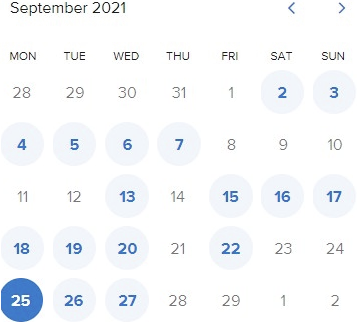 September 2021
MON TUE WED THU FRI SAT SUN
28 29 30 31 1 2 3
4 5 6 7 8 9 10
11 12 13 14 15 16 17
18 19 20 21 22 23 24
25 26 27 28 29 1 2